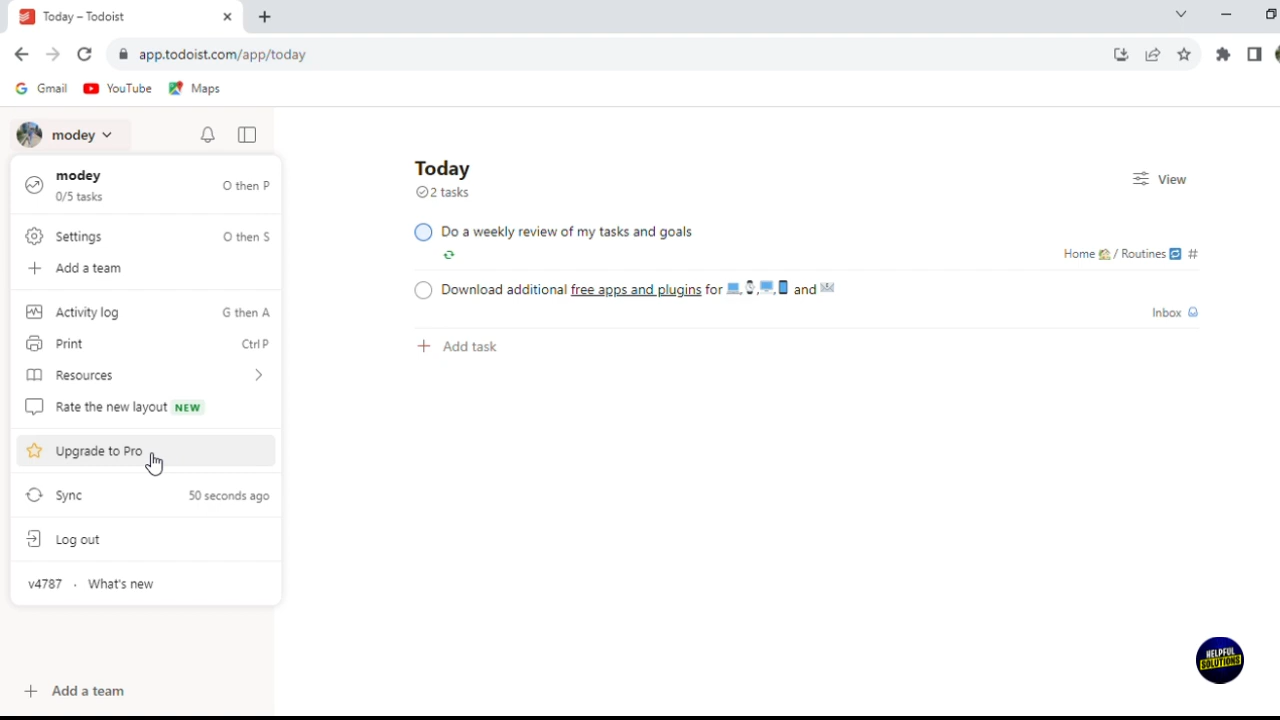 Today – Todoist
app.todoist.com/app/today
Gmail YouTube Maps
modey
modey O then P
0/5 tasks
Settings O then S
Add a team
Activity log G then A
Print Ctrl P
Resources
Rate the new layout NEW
Upgrade to Pro
Sync 50 seconds ago
Log out
v4787 · What's new
Add a team
Today
2 tasks
View
Do a weekly review of my tasks and goals
Home 🏡 / Routines 🔁 #
Download additional free apps and plugins for 💻,⌚,🖥,📱 and 📧
Inbox
Add task
HELPFUL
SOLUTIONS